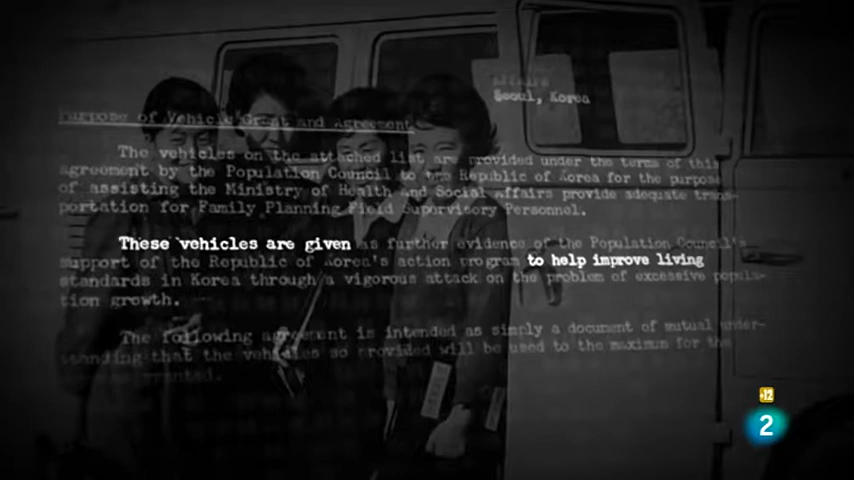 Affairs
Seoul, Korea
Purpose of Vehicle Grant and Agreement
The vehicles on the attached list are provided under the terms of this
agreement by the Population Council to the Republic of Korea for the purpose
of assisting the Ministry of Health and Social Affairs provide adequate trans-
portation for Family Planning Field Supervisory Personnel.
These vehicles are given as further evidence of the Population Council's
support of the Republic of Korea's action program to help improve living
standards in Korea through a vigorous attack on the problem of excessive popula-
tion growth.
The following agreement is intended as simply a document of mutual under-
standing that the vehicles so provided will be used to the maximum for the
granted.
+12
2